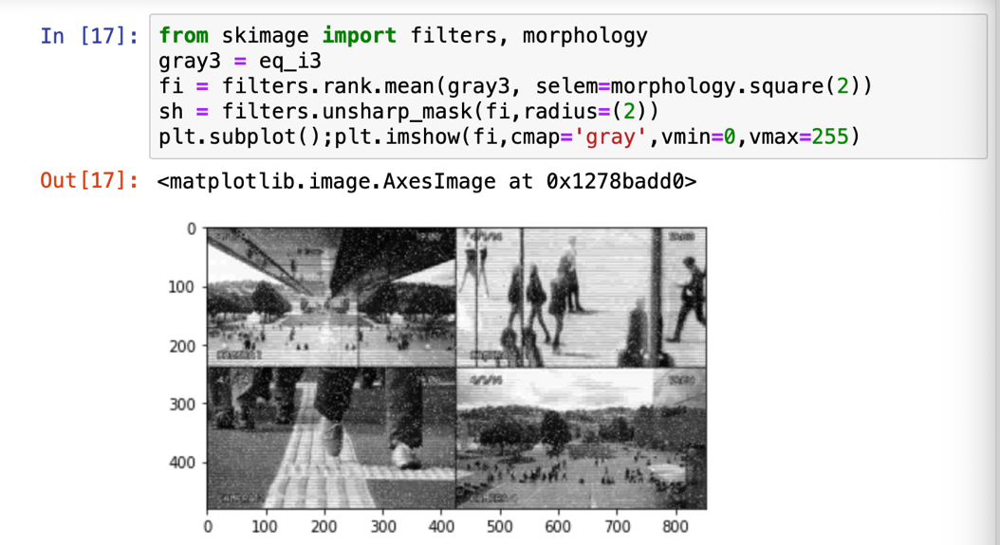 In [17]:
from skimage import filters, morphology
gray3 = eq_i3
fi = filters.rank.mean(gray3, selem=morphology.square(2))
sh = filters.unsharp_mask(fi,radius=(2))
plt.subplot();plt.imshow(fi,cmap='gray',vmin=0,vmax=255)
Out[17]: <matplotlib.image.AxesImage at 0x1278badd0>
0
100
200
300
400
0 100 200 300 400 500 600 700 800